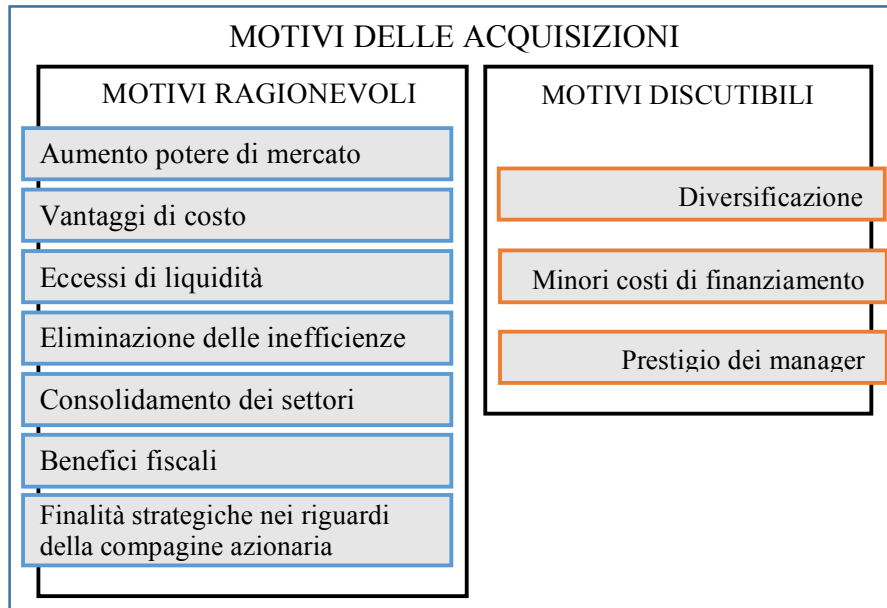 MOTIVI DELLE ACQUISIZIONI
MOTIVI RAGIONEVOLI
Aumento potere di mercato
Vantaggi di costo
Eccessi di liquidità
Eliminazione delle inefficienze
Consolidamento dei settori
Benefici fiscali
Finalità strategiche nei riguardi
della compagine azionaria
MOTIVI DISCUTIBILI
Diversificazione
Minori costi di finanziamento
Prestigio dei manager